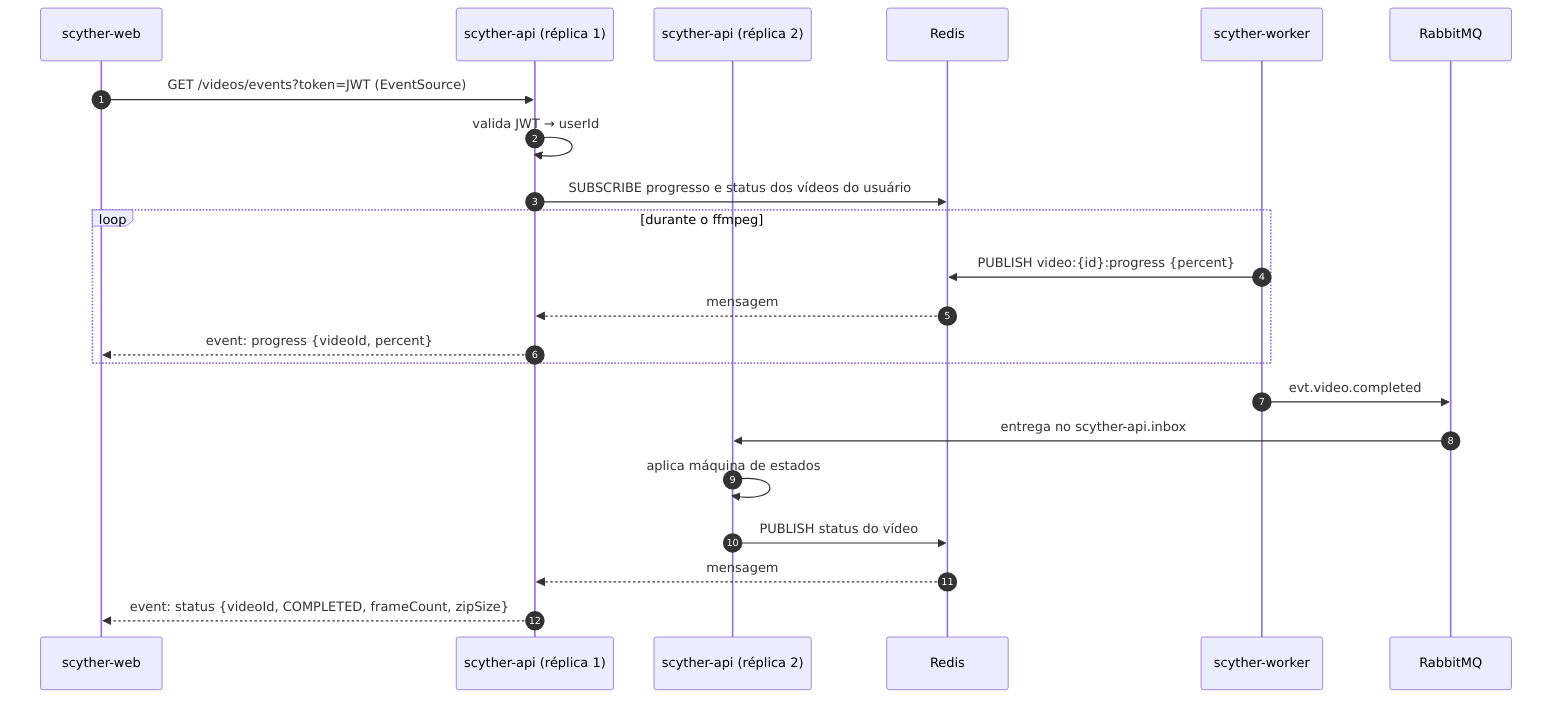 scyther-web
scyther-api (réplica 1)
scyther-api (réplica 2)
Redis
scyther-worker
RabbitMQ
GET /videos/events?token=JWT (EventSource)
1
valida JWT → userId
2
SUBSCRIBE progresso e status dos vídeos do usuário
3
loop
[durante o ffmpeg]
PUBLISH video:{id}:progress {percent}
4
mensagem
5
event: progress {videoId, percent}
6
evt.video.completed
7
entrega no scyther-api.inbox
8
aplica máquina de estados
9
PUBLISH status do vídeo
10
mensagem
11
event: status {videoId, COMPLETED, frameCount, zipSize}
12
scyther-web
scyther-api (réplica 1)
scyther-api (réplica 2)
Redis
scyther-worker
RabbitMQ